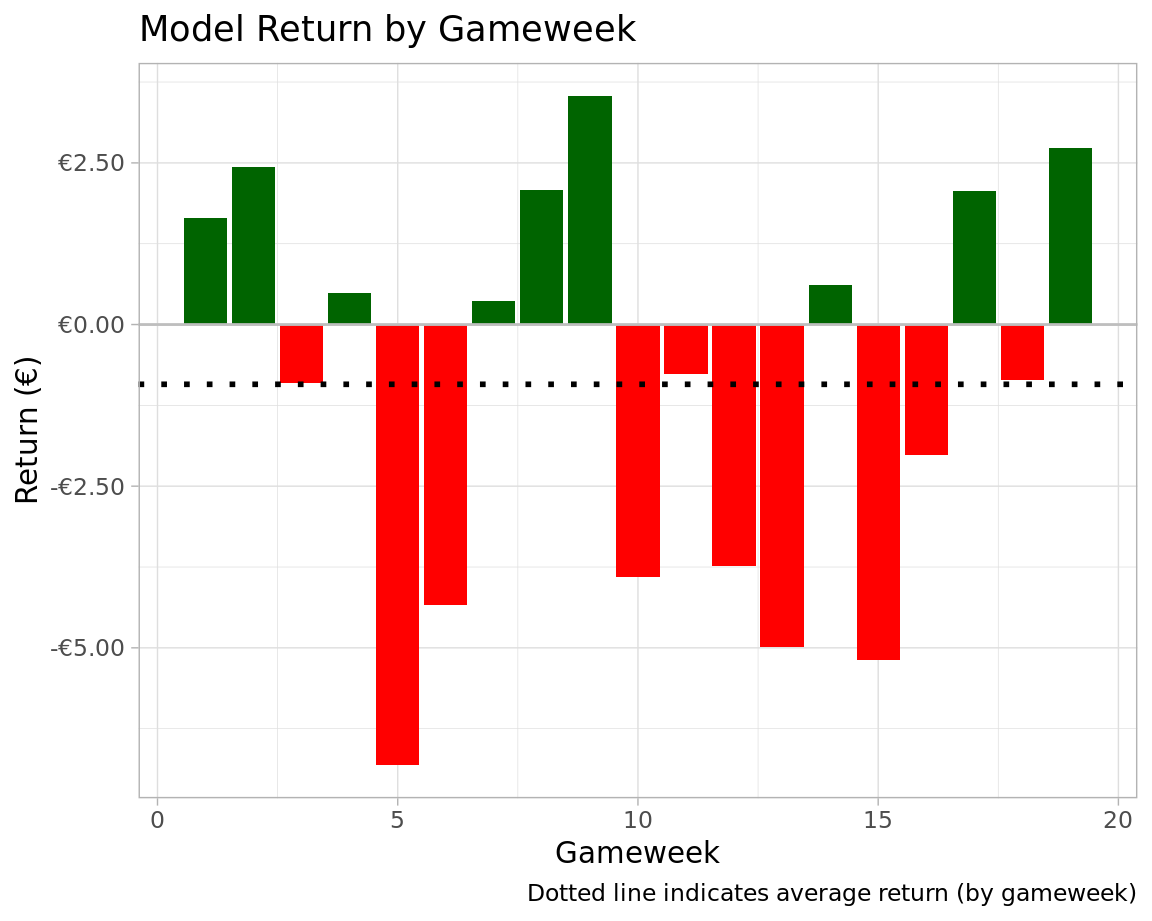 Model Return by Gameweek
€2.50
€0.00
-€2.50
-€5.00
Return (€)
0 5 10 15 20
Gameweek
Dotted line indicates average return (by gameweek)